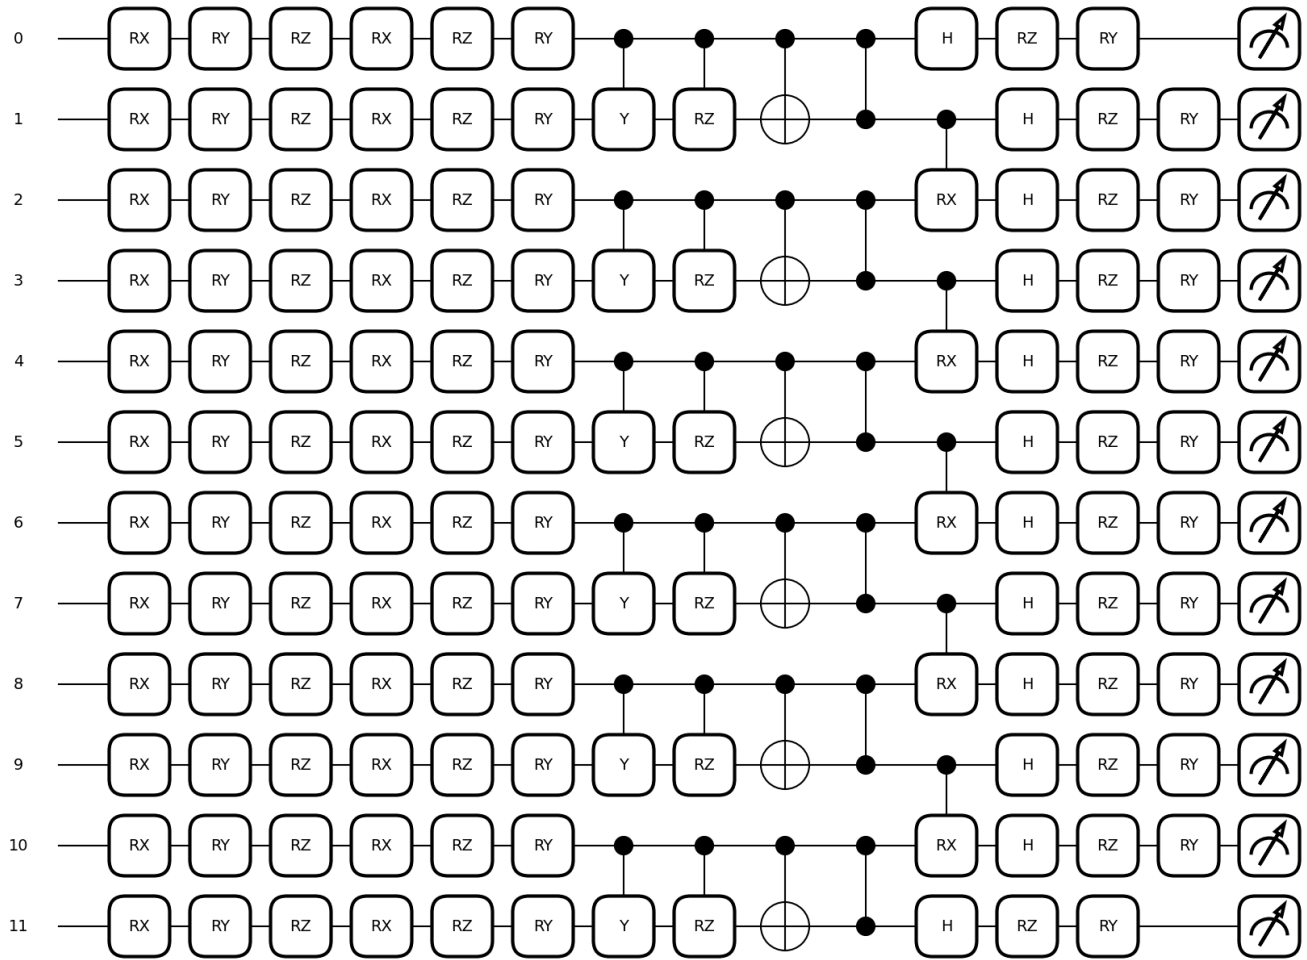 0 RX RY RZ RX RZ RY H RZ RY
1 RX RY RZ RX RZ RY Y RZ H RZ RY
2 RX RY RZ RX RZ RY RX H RZ RY
3 RX RY RZ RX RZ RY Y RZ H RZ RY
4 RX RY RZ RX RZ RY RX H RZ RY
5 RX RY RZ RX RZ RY Y RZ H RZ RY
6 RX RY RZ RX RZ RY RX H RZ RY
7 RX RY RZ RX RZ RY Y RZ H RZ RY
8 RX RY RZ RX RZ RY RX H RZ RY
9 RX RY RZ RX RZ RY Y RZ H RZ RY
10 RX RY RZ RX RZ RY RX H RZ RY
11 RX RY RZ RX RZ RY Y RZ H RZ RY